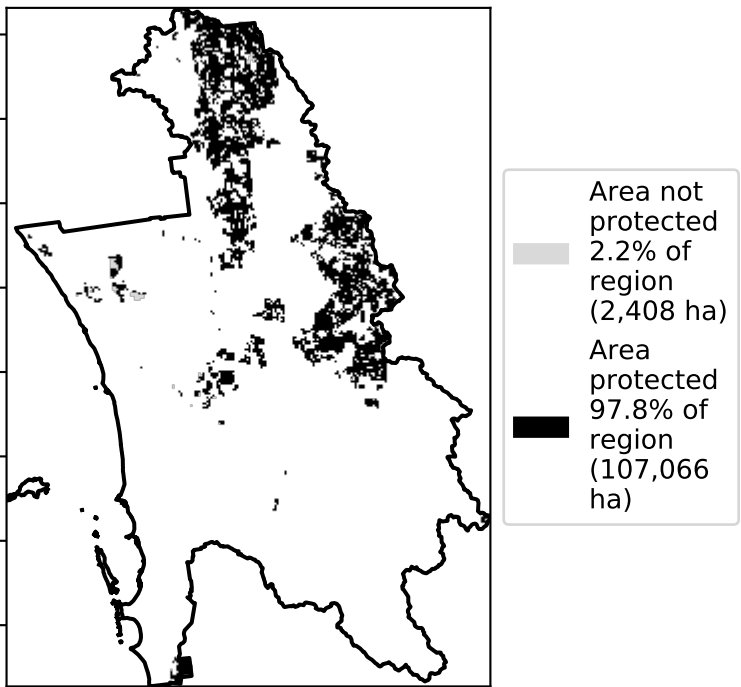 Area not
protected
2.2% of
region
(2,408 ha)
Area
protected
97.8% of
region
(107,066
ha)